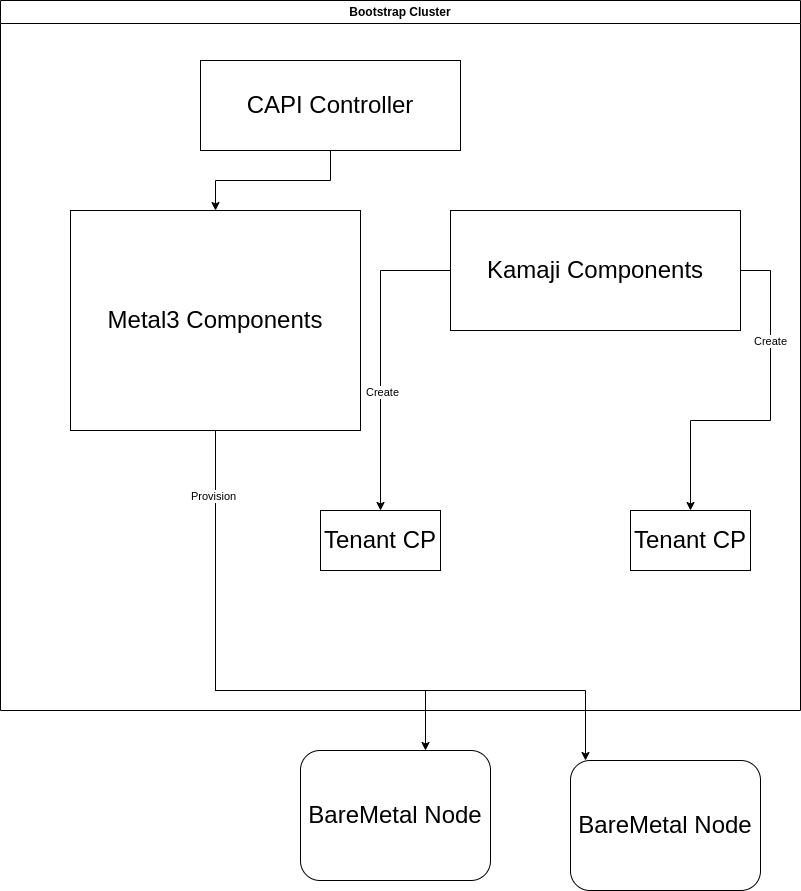 Bootstrap Cluster
CAPI Controller
Metal3 Components
Kamaji Components
Create
Create
Provision
Tenant CP
Tenant CP
BareMetal Node
BareMetal Node